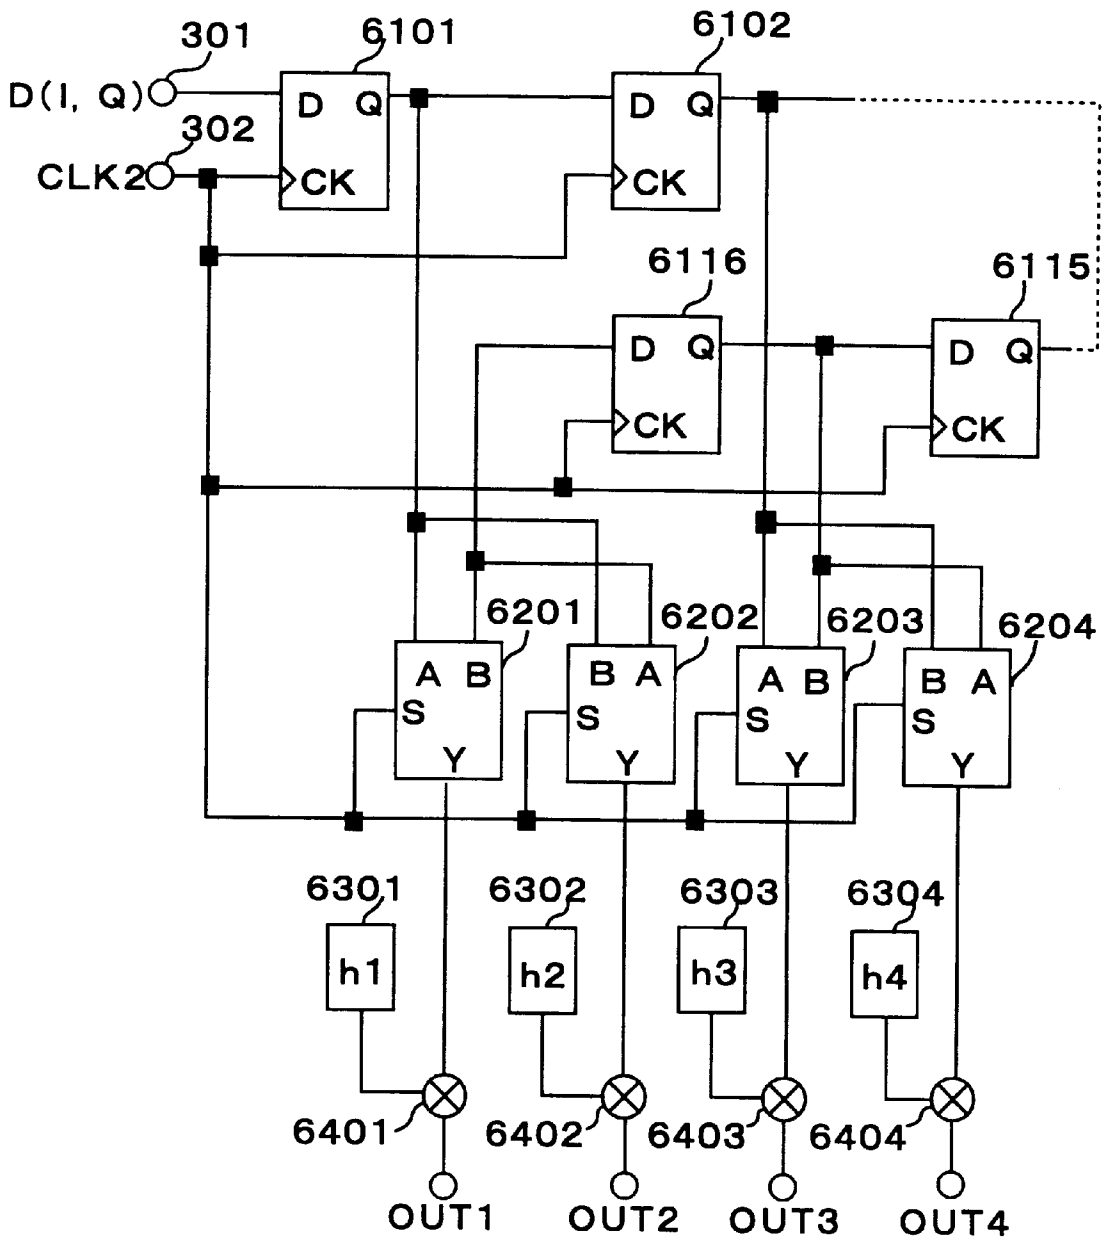 301
6101
6102
D(I, Q)
D Q
D Q
302
CLK2
CK
CK
6116
6115
D Q
D Q
CK
CK
6201
6202
6203
6204
A B
B A
A B
B A
S
S
S
S
Y
Y
Y
Y
6301
6302
6303
6304
h1
h2
h3
h4
6401
6402
6403
6404
OUT1
OUT2
OUT3
OUT4